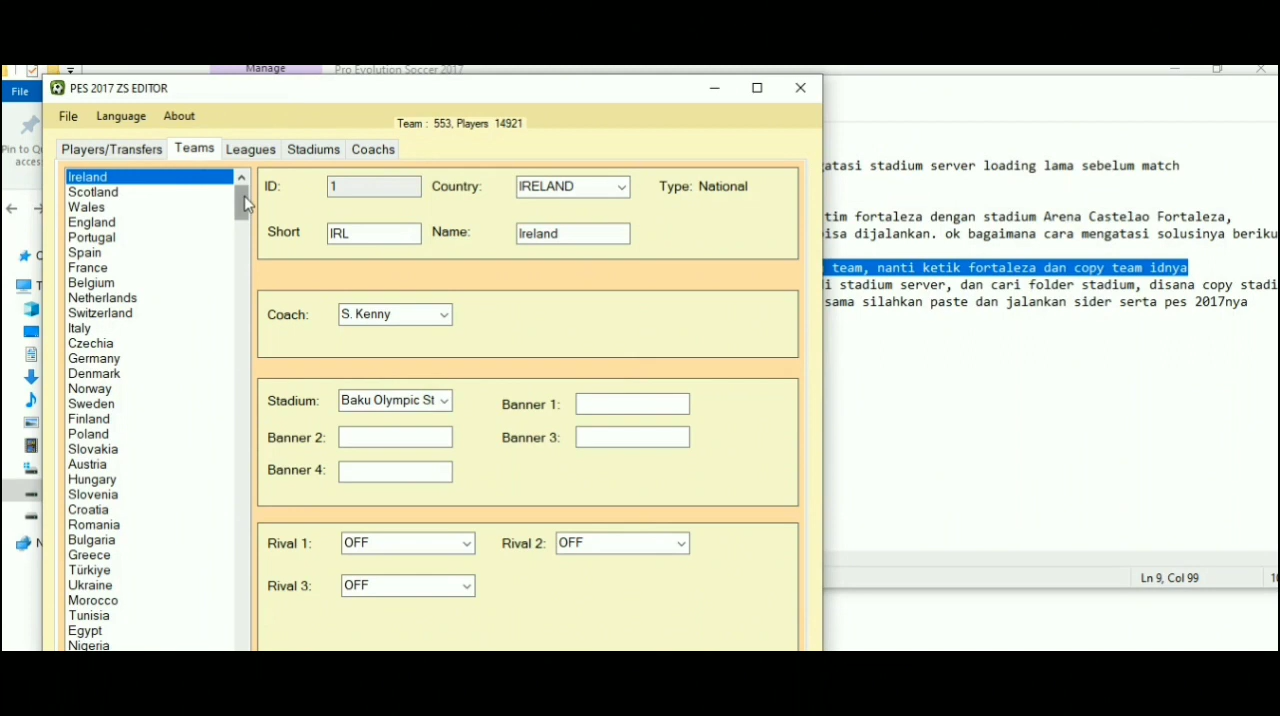 Manage
Pro Evolution Soccer 2017
File
PES 2017 ZS EDITOR
File Language About
Team : 553, Players 14921
Pin to Qu
access
Players/Transfers Teams Leagues Stadiums Coachs
gatasi stadium server loading lama sebelum match
tim fortaleza dengan stadium Arena Castelao Fortaleza,
bisa dijalankan. ok bagaimana cara mengatasi solusinya beriku
team, nanti ketik fortaleza dan copy team idnya
i stadium server, dan cari folder stadium, disana copy stadi
sama silahkan paste dan jalankan sider serta pes 2017nya
Ln 9, Col 99
Ireland
Scotland
Wales
England
Portugal
Spain
France
Belgium
Netherlands
Switzerland
Italy
Czechia
Germany
Denmark
Norway
Sweden
Finland
Poland
Slovakia
Austria
Hungary
Slovenia
Croatia
Romania
Bulgaria
Greece
Türkiye
Ukraine
Morocco
Tunisia
Egypt
Nigeria
ID: 1 Country: IRELAND Type: National
Short IRL Name: Ireland
Coach: S. Kenny
Stadium: Baku Olympic St Banner 1:
Banner 2: Banner 3:
Banner 4:
Rival 1: OFF Rival 2: OFF
Rival 3: OFF